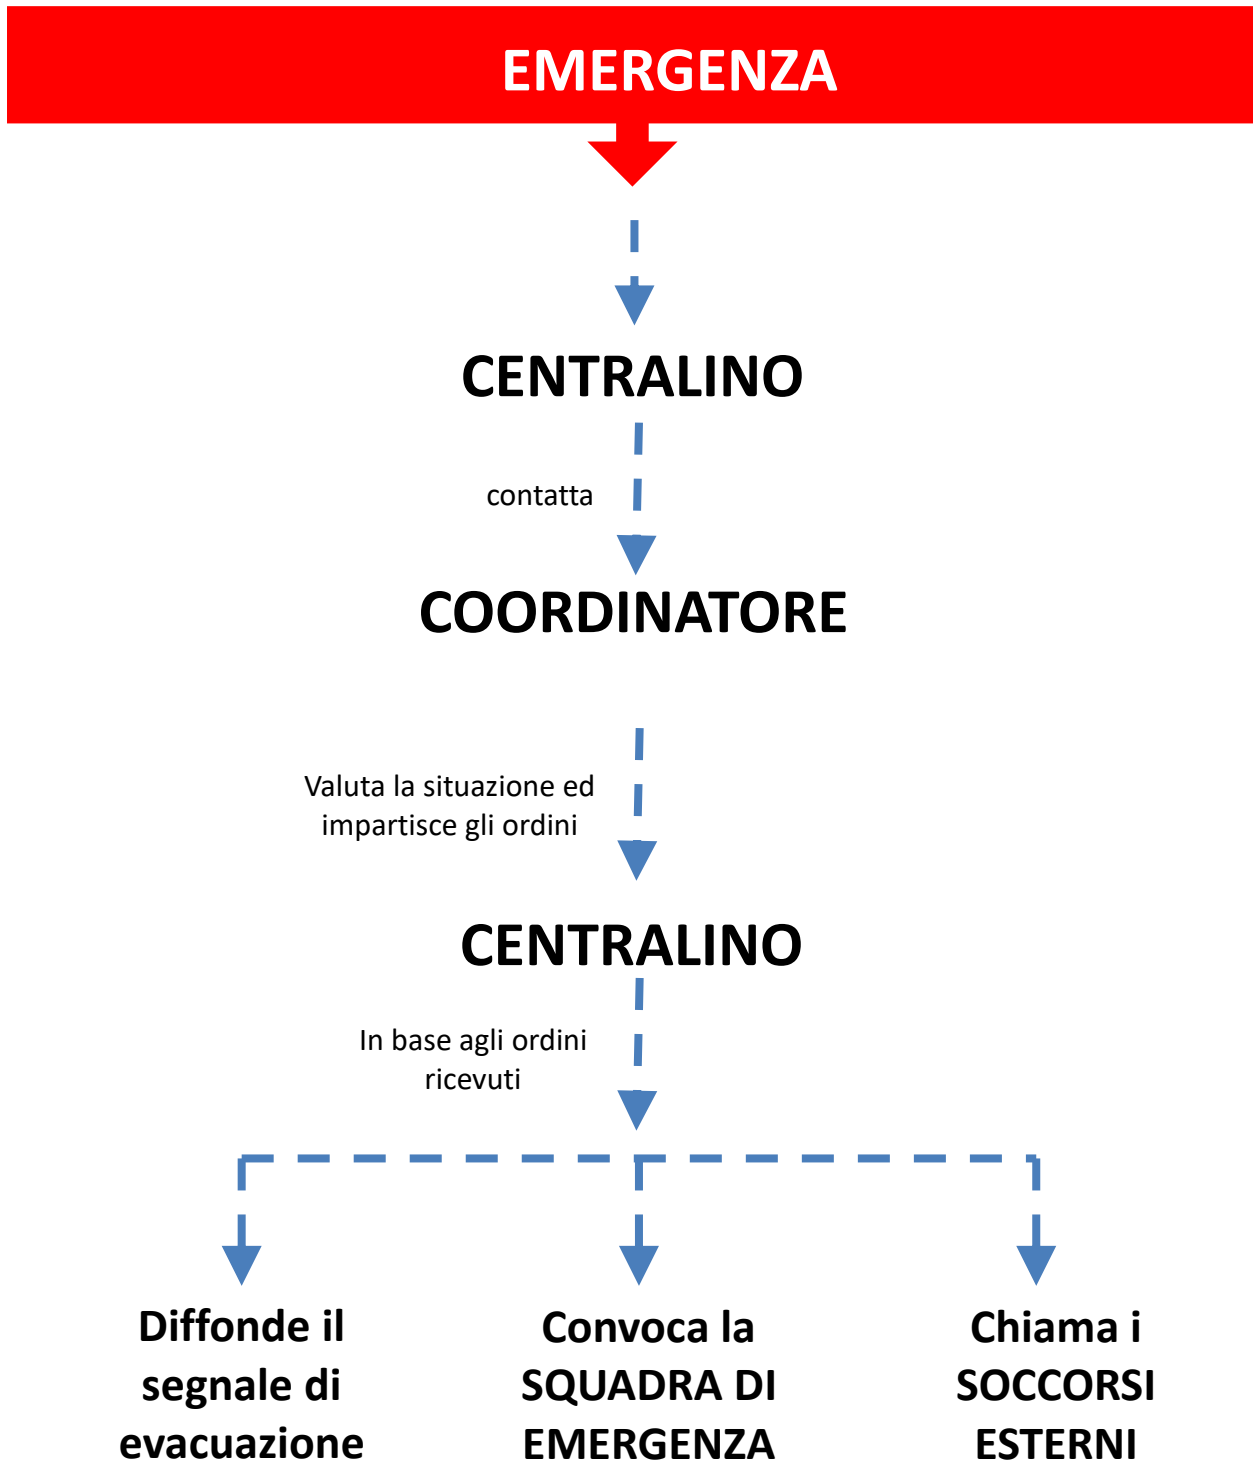 EMERGENZA
CENTRALINO
contatta
COORDINATORE
Valuta la situazione ed
impartisce gli ordini
CENTRALINO
In base agli ordini
ricevuti
Diffonde il
segnale di
evacuazione
Convoca la
SQUADRA DI
EMERGENZA
Chiama i
SOCCORSI
ESTERNI